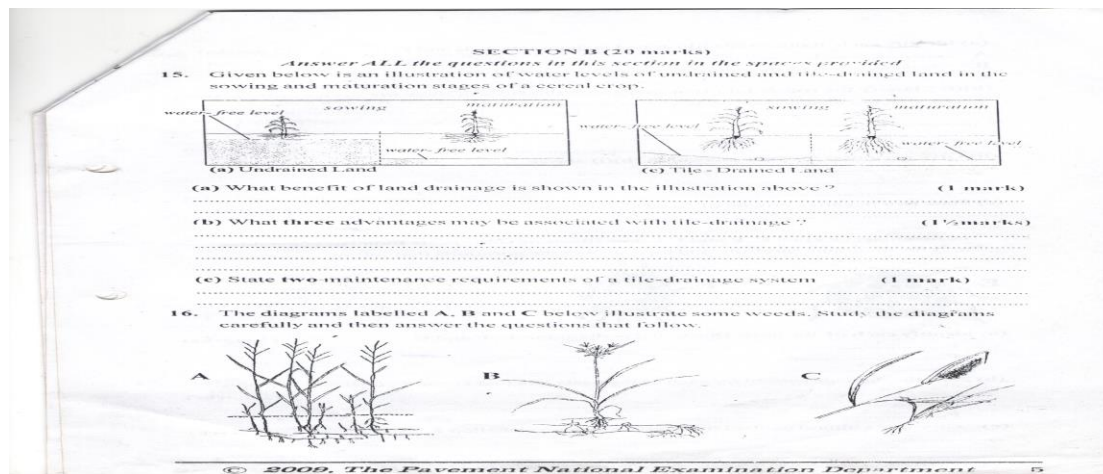 SECTION B (20 marks)
Answer ALL the questions in this section in the spaces provided
15. Given below is an illustration of water levels of undrained and tile-drained land in the
sowing and maturation stages of a cereal crop.
sowing maturation sowing maturation
water-free level water-free level
water-free level water-free level
(a) Undrained Land (c) Tile - Drained Land
(a) What benefit of land drainage is shown in the illustration above ? (1 mark)
(b) What three advantages may be associated with tile-drainage ? (1½marks)
(c) State two maintenance requirements of a tile-drainage system (1 mark)
16. The diagrams labelled A, B and C below illustrate some weeds. Study the diagrams
carefully and then answer the questions that follow.
A B C
© 2009, The Pavement National Examination Department 5